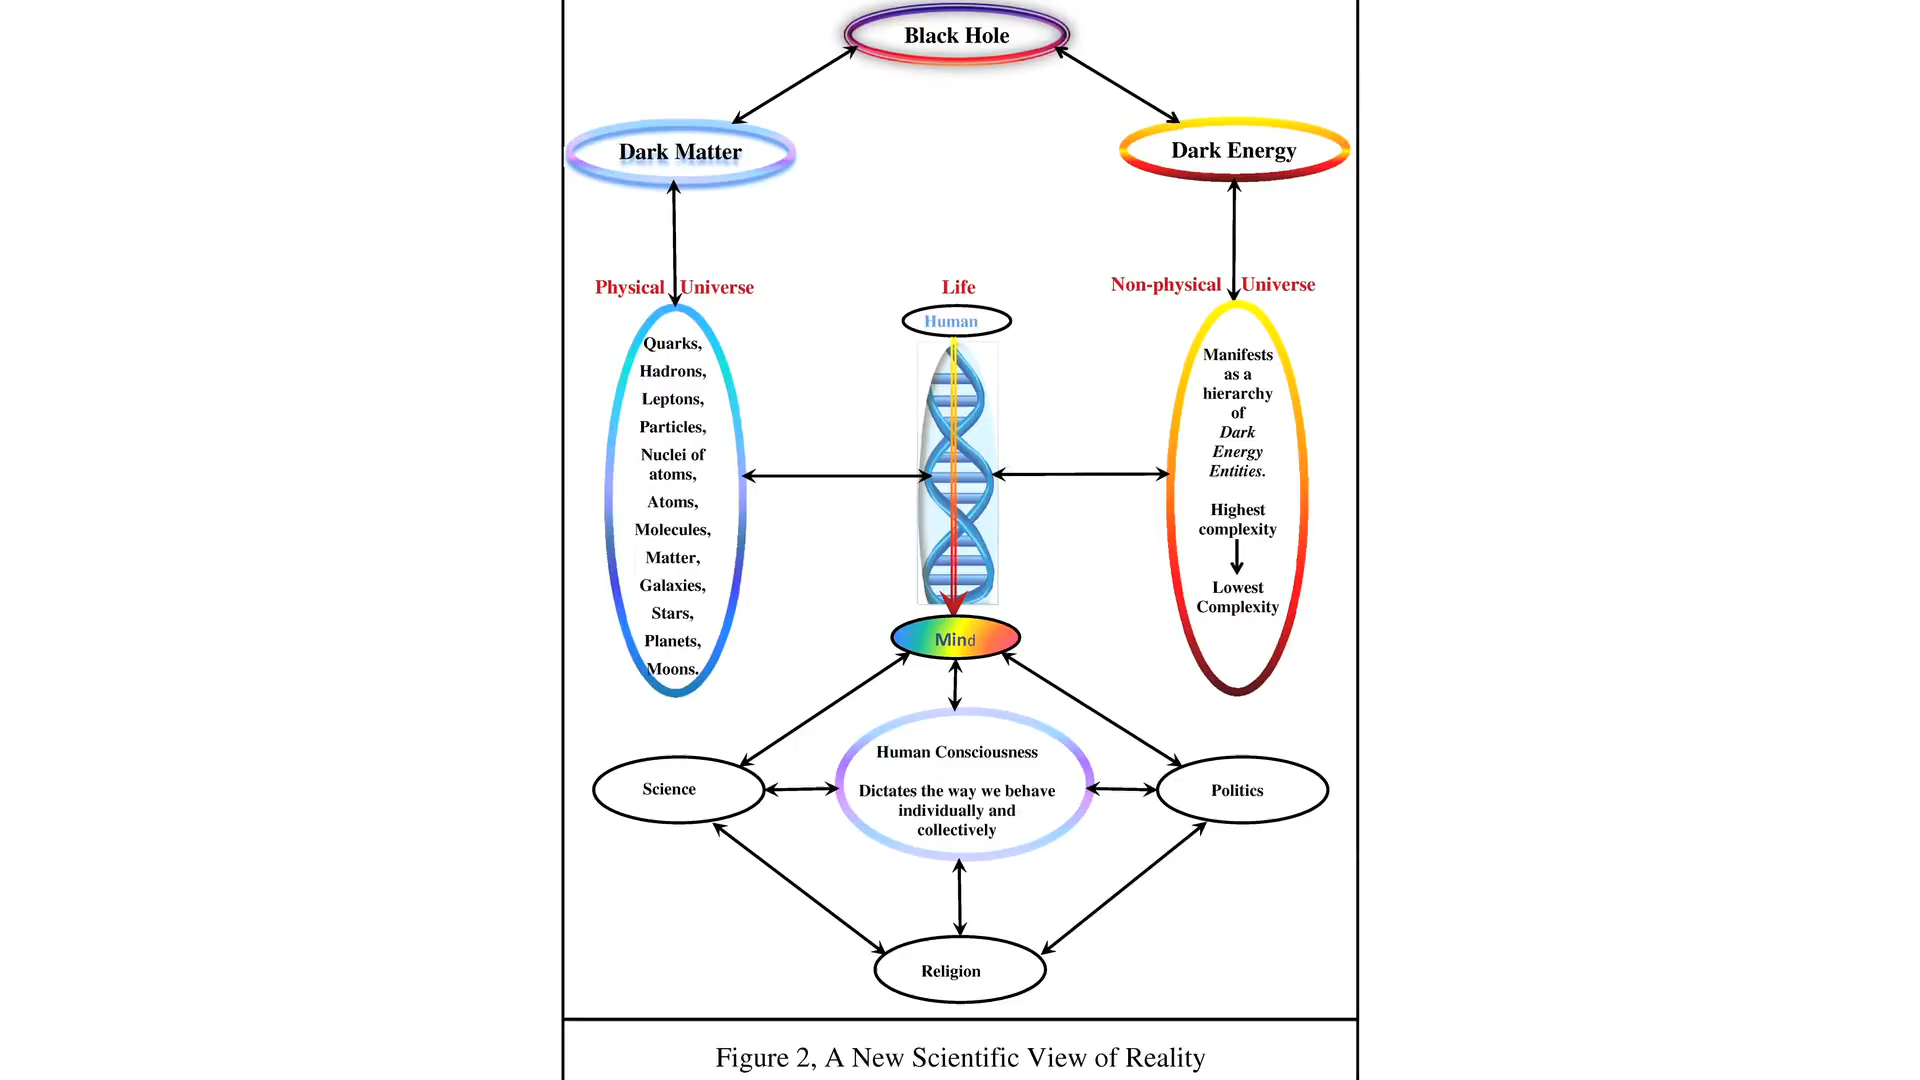 Black Hole
Dark Matter
Dark Energy
Physical Universe
Life
Non-physical Universe
Human
Quarks,
Hadrons,
Leptons,
Particles,
Nuclei of
atoms,
Atoms,
Molecules,
Matter,
Galaxies,
Stars,
Planets,
Moons.
Manifests
as a
hierarchy
of
Dark
Energy
Entities.
Highest
complexity
Lowest
Complexity
Mind
Human Consciousness
Dictates the way we behave
individually and
collectively
Science
Politics
Religion
Figure 2, A New Scientific View of Reality